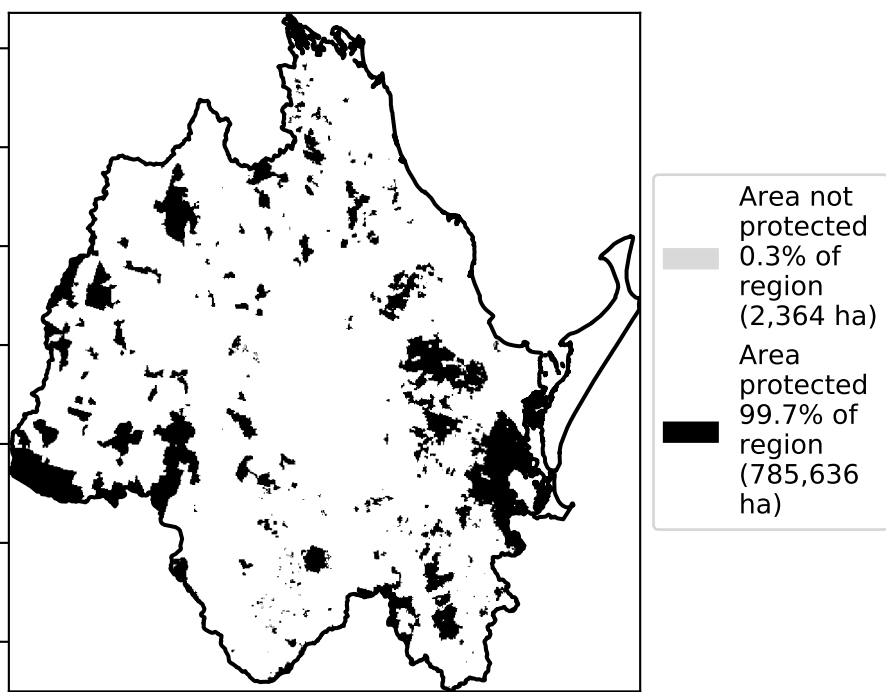 Area not
protected
0.3% of
region
(2,364 ha)
Area
protected
99.7% of
region
(785,636
ha)